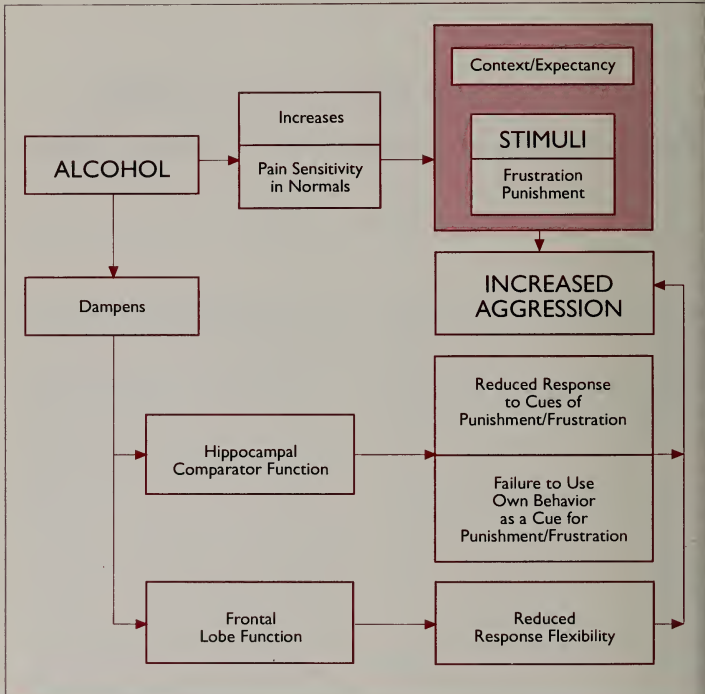 Context/Expectancy
Increases
STIMULI
ALCOHOL
Pain Sensitivity
in Normals
Frustration
Punishment
INCREASED
AGGRESSION
Dampens
Reduced Response
to Cues of
Punishment/Frustration
Hippocampal
Comparator Function
Failure to Use
Own Behavior
as a Cue for
Punishment/Frustration
Frontal
Lobe Function
Reduced
Response Flexibility